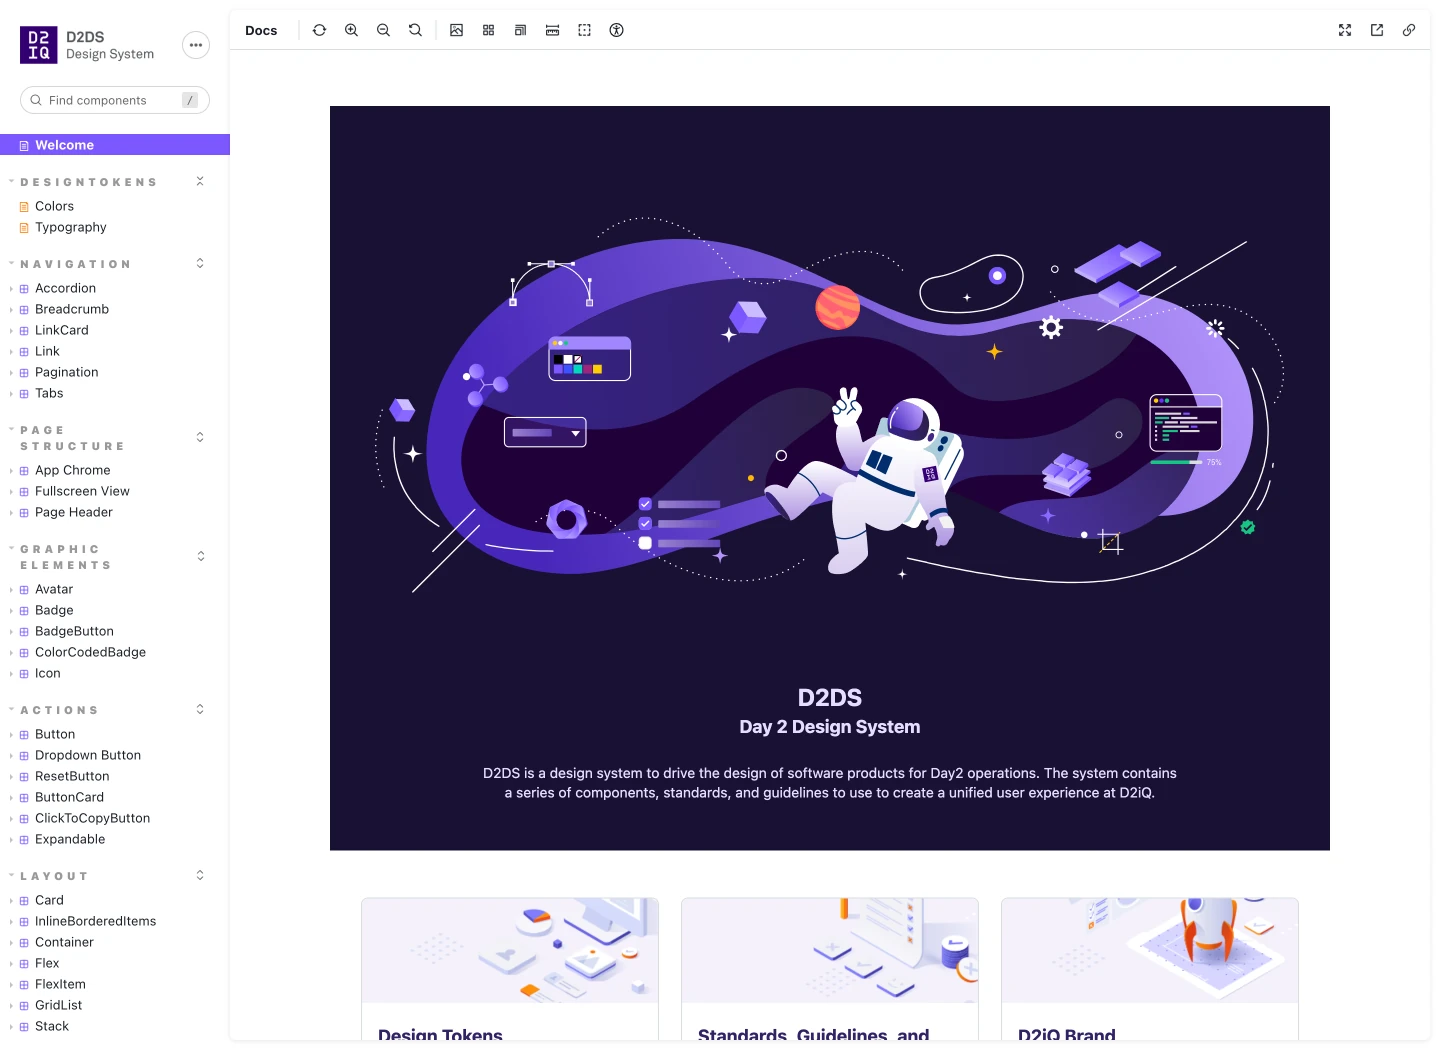 D2
iQ
D2DS
Design System
Find components
/
Welcome
DESIGNTOKENS
Colors
Typography
NAVIGATION
Accordion
Breadcrumb
LinkCard
Link
Pagination
Tabs
PAGE
STRUCTURE
App Chrome
Fullscreen View
Page Header
GRAPHIC
ELEMENTS
Avatar
Badge
BadgeButton
ColorCodedBadge
Icon
ACTIONS
Button
Dropdown Button
ResetButton
ButtonCard
ClickToCopyButton
Expandable
LAYOUT
Card
InlineBorderedItems
Container
Flex
FlexItem
GridList
Stack
Docs
D2
iQ
75%
D2DS
Day 2 Design System
D2DS is a design system to drive the design of software products for Day2 operations. The system contains
a series of components, standards, and guidelines to use to create a unified user experience at D2iQ.
Design Tokens
Standards, Guidelines, and
D2iQ Brand